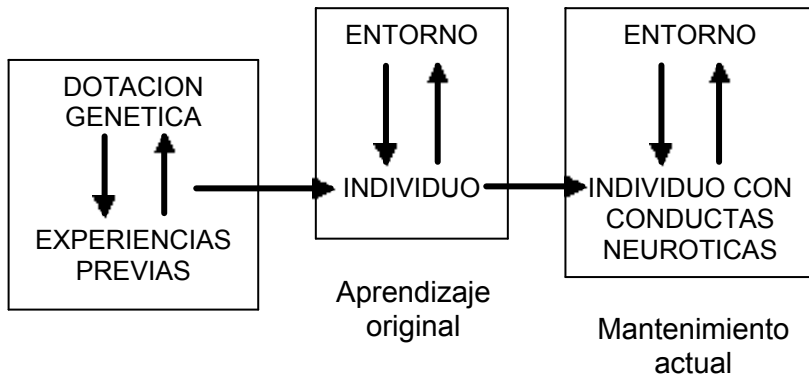 DOTACION
GENETICA
EXPERIENCIAS
PREVIAS
ENTORNO
INDIVIDUO
Aprendizaje
original
ENTORNO
INDIVIDUO CON
CONDUCTAS
NEUROTICAS
Mantenimiento
actual